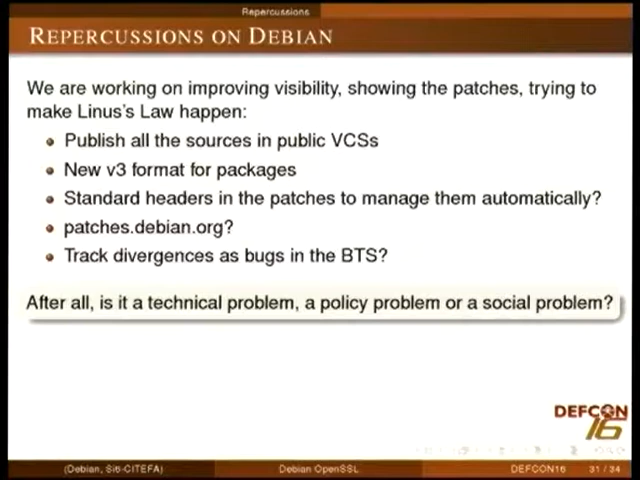 Repercussions
REPERCUSSIONS ON DEBIAN
We are working on improving visibility, showing the patches, trying to
make Linus's Law happen:
Publish all the sources in public VCSs
New v3 format for packages
Standard headers in the patches to manage them automatically?
patches.debian.org?
Track divergences as bugs in the BTS?
After all, is it a technical problem, a policy problem or a social problem?
DEFCON
16
(Debian, Si6-CITEFA) Debian OpenSSL DEFCON16 31 / 34